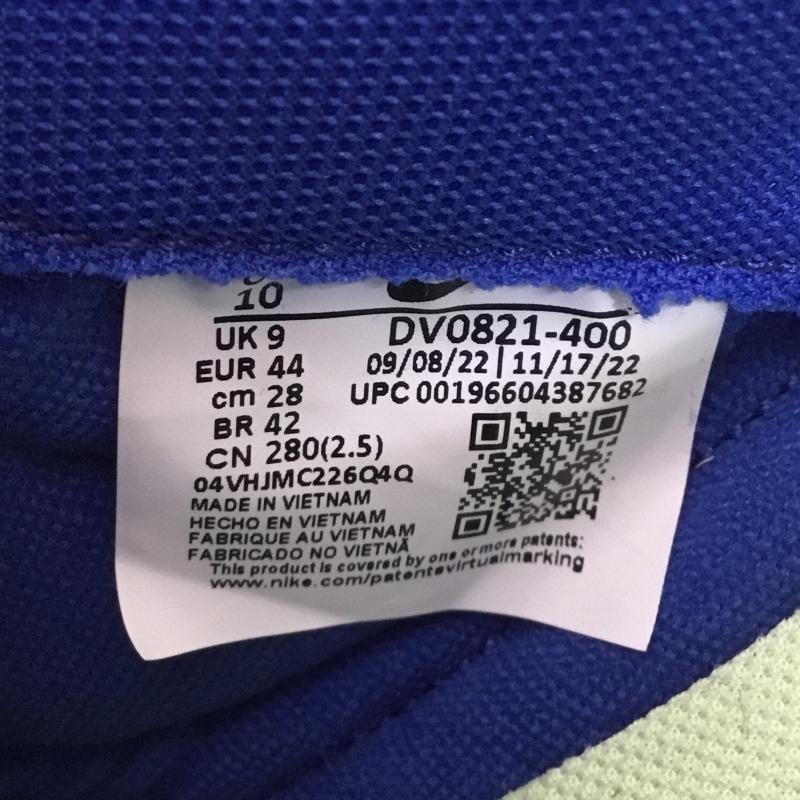 10
UK 9
EUR 44
cm 28
BR 42
CN 280(2.5)
DV0821-400
09/08/22 | 11/17/22
UPC 00196604387682
04VHJMC226Q4Q
MADE IN VIETNAM
HECHO EN VIETNAM
FABRIQUE AU VIETNAM
FABRICADO NO VIETNÃ
This product is covered by one or more patents:
www.nike.com/patentsvirtualmarking